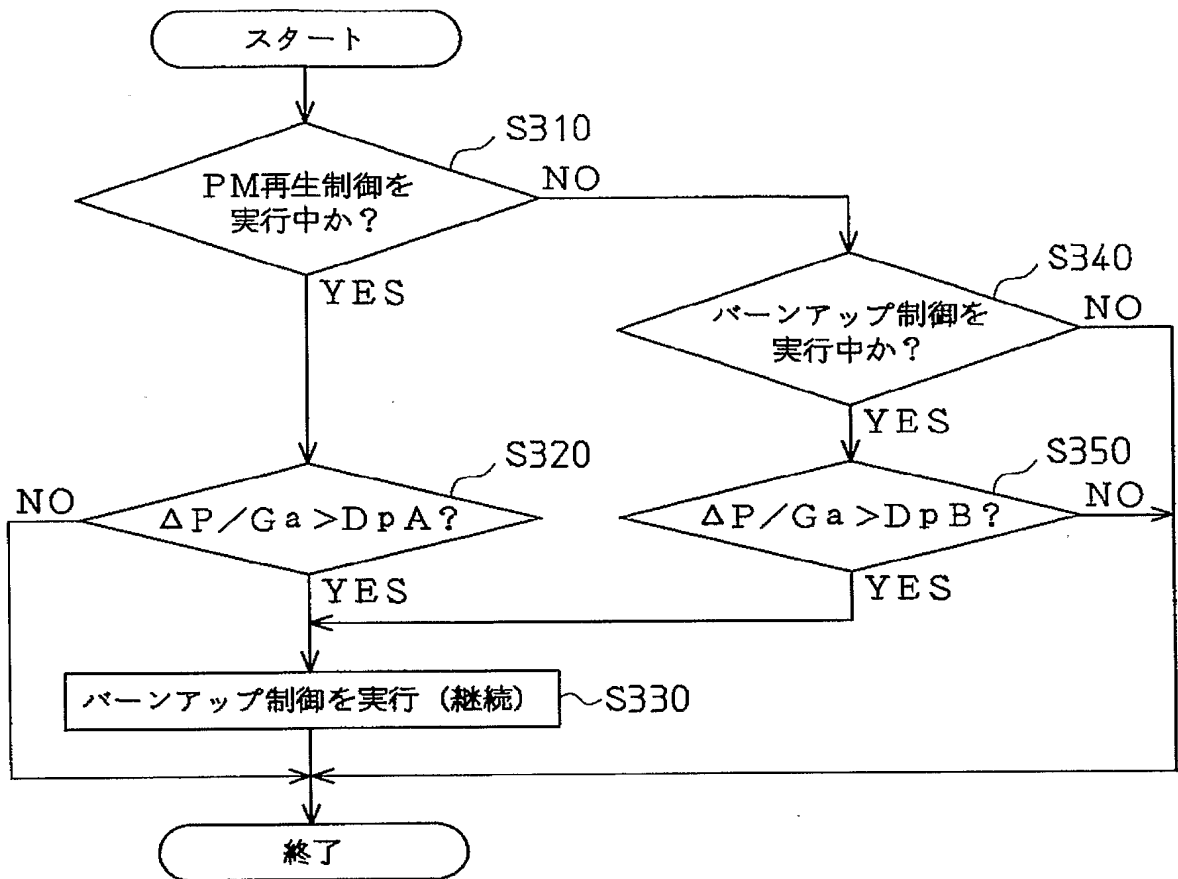 スタート
S310
PM再生制御を
実行中か?
NO
YES
S340
バーンアップ制御を
実行中か?
NO
YES
S320
ΔP/Ga>DpA?
NO
YES
S350
ΔP/Ga>DpB?
NO
YES
バーンアップ制御を実行(継続)
S330
終了